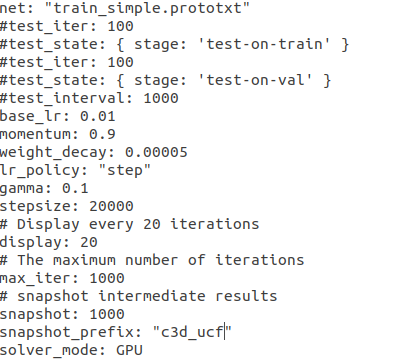 net: "train_simple.prototxt"
#test_iter: 100
#test_state: { stage: 'test-on-train' }
#test_iter: 100
#test_state: { stage: 'test-on-val' }
#test_interval: 1000
base_lr: 0.01
momentum: 0.9
weight_decay: 0.00005
lr_policy: "step"
gamma: 0.1
stepsize: 20000
# Display every 20 iterations
display: 20
# The maximum number of iterations
max_iter: 1000
# snapshot intermediate results
snapshot: 1000
snapshot_prefix: "c3d_ucf"
solver_mode: GPU